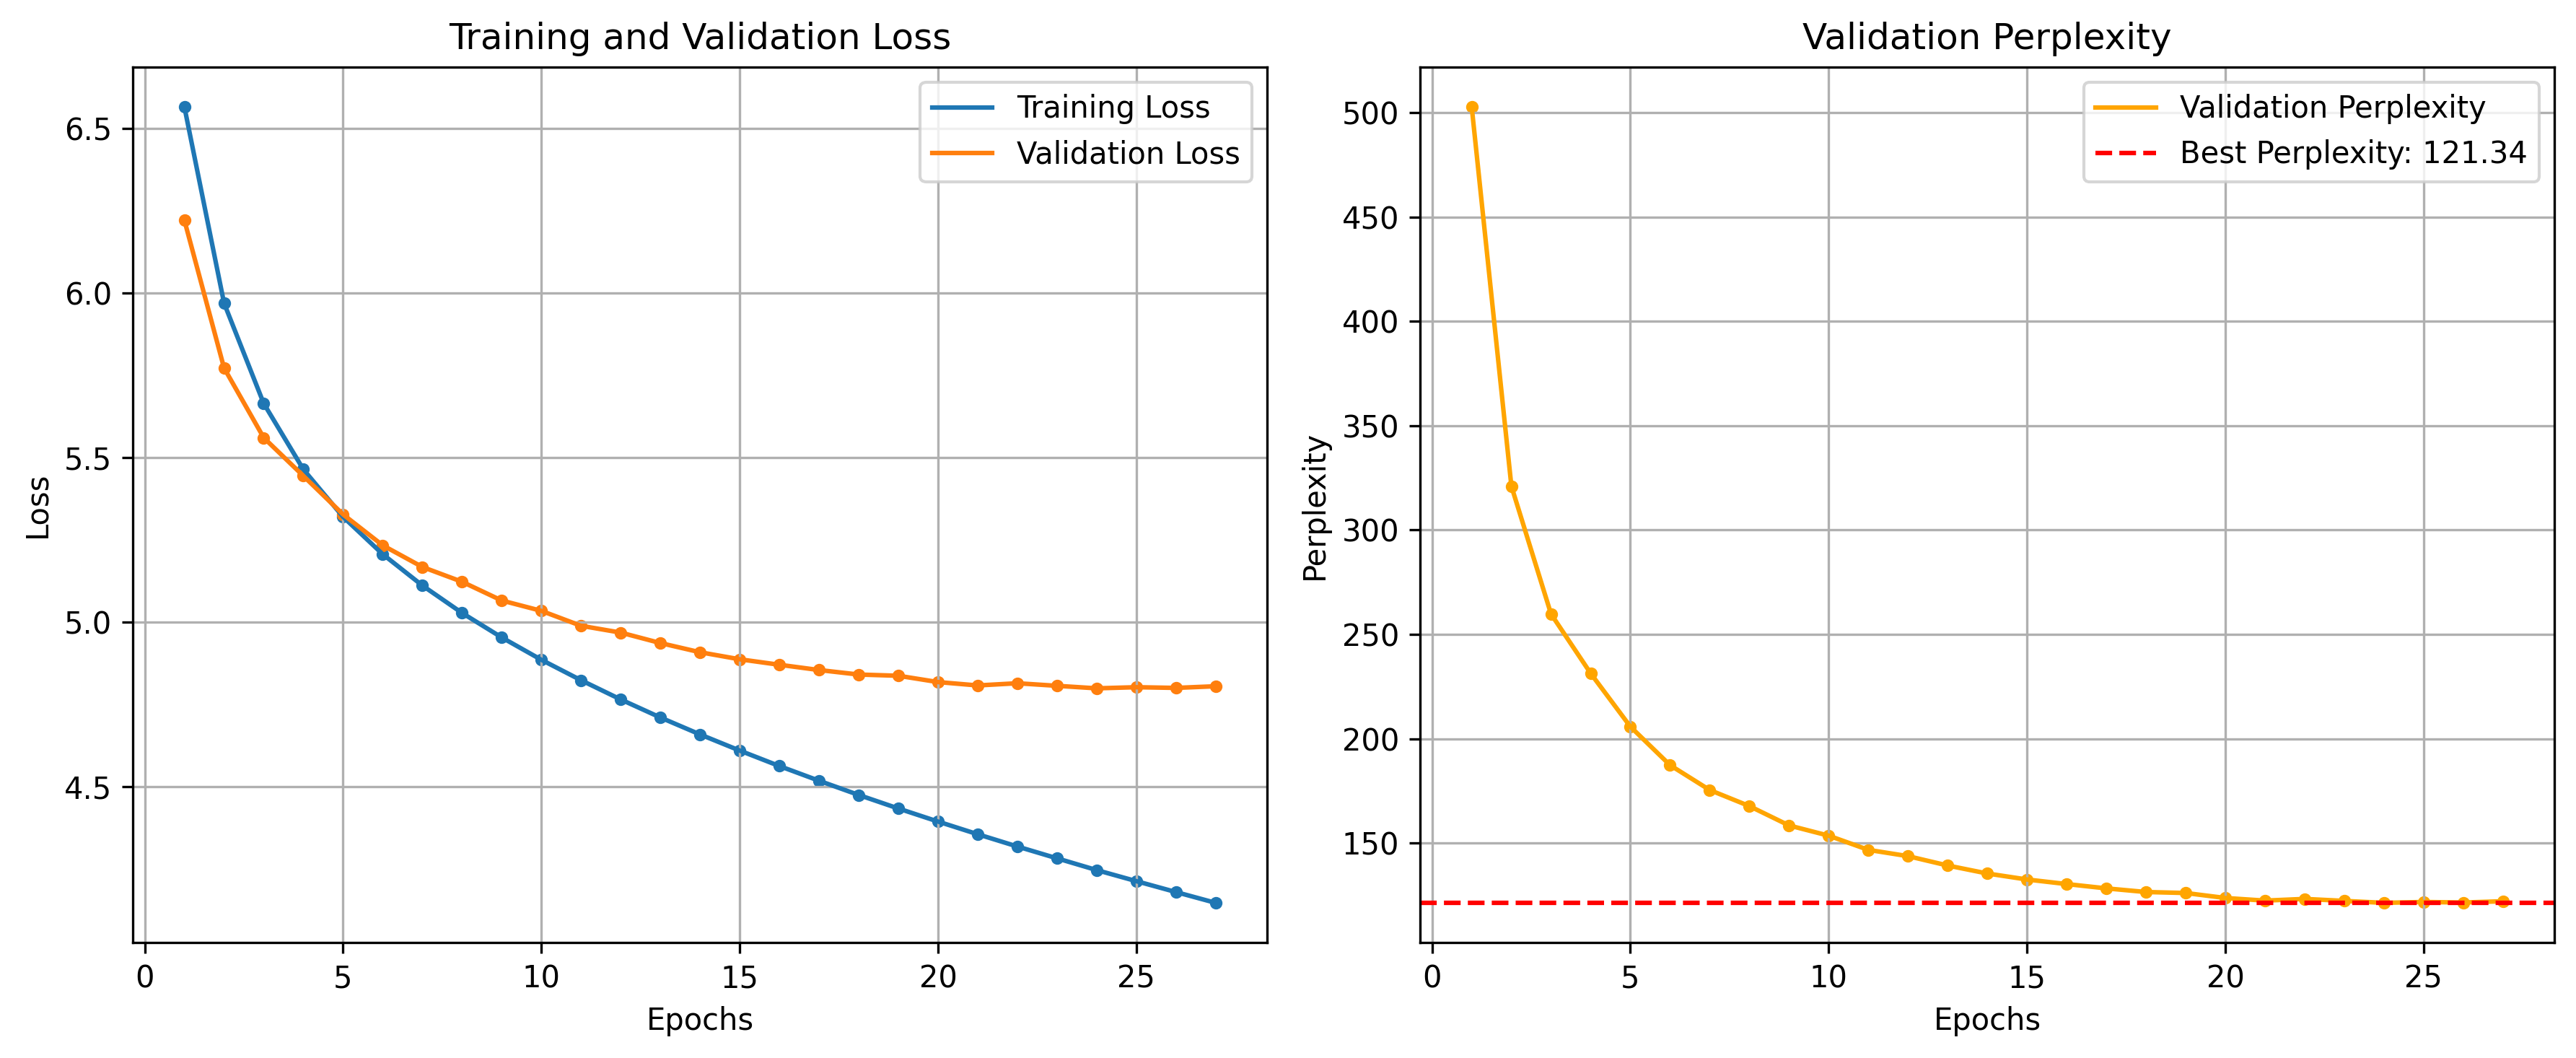 Training and Validation Loss
Training Loss
Validation Loss
6.5
6.0
5.5
5.0
4.5
Loss
0 5 10 15 20 25
Epochs
Validation Perplexity
Validation Perplexity
Best Perplexity: 121.34
500
450
400
350
300
250
200
150
Perplexity
0 5 10 15 20 25
Epochs